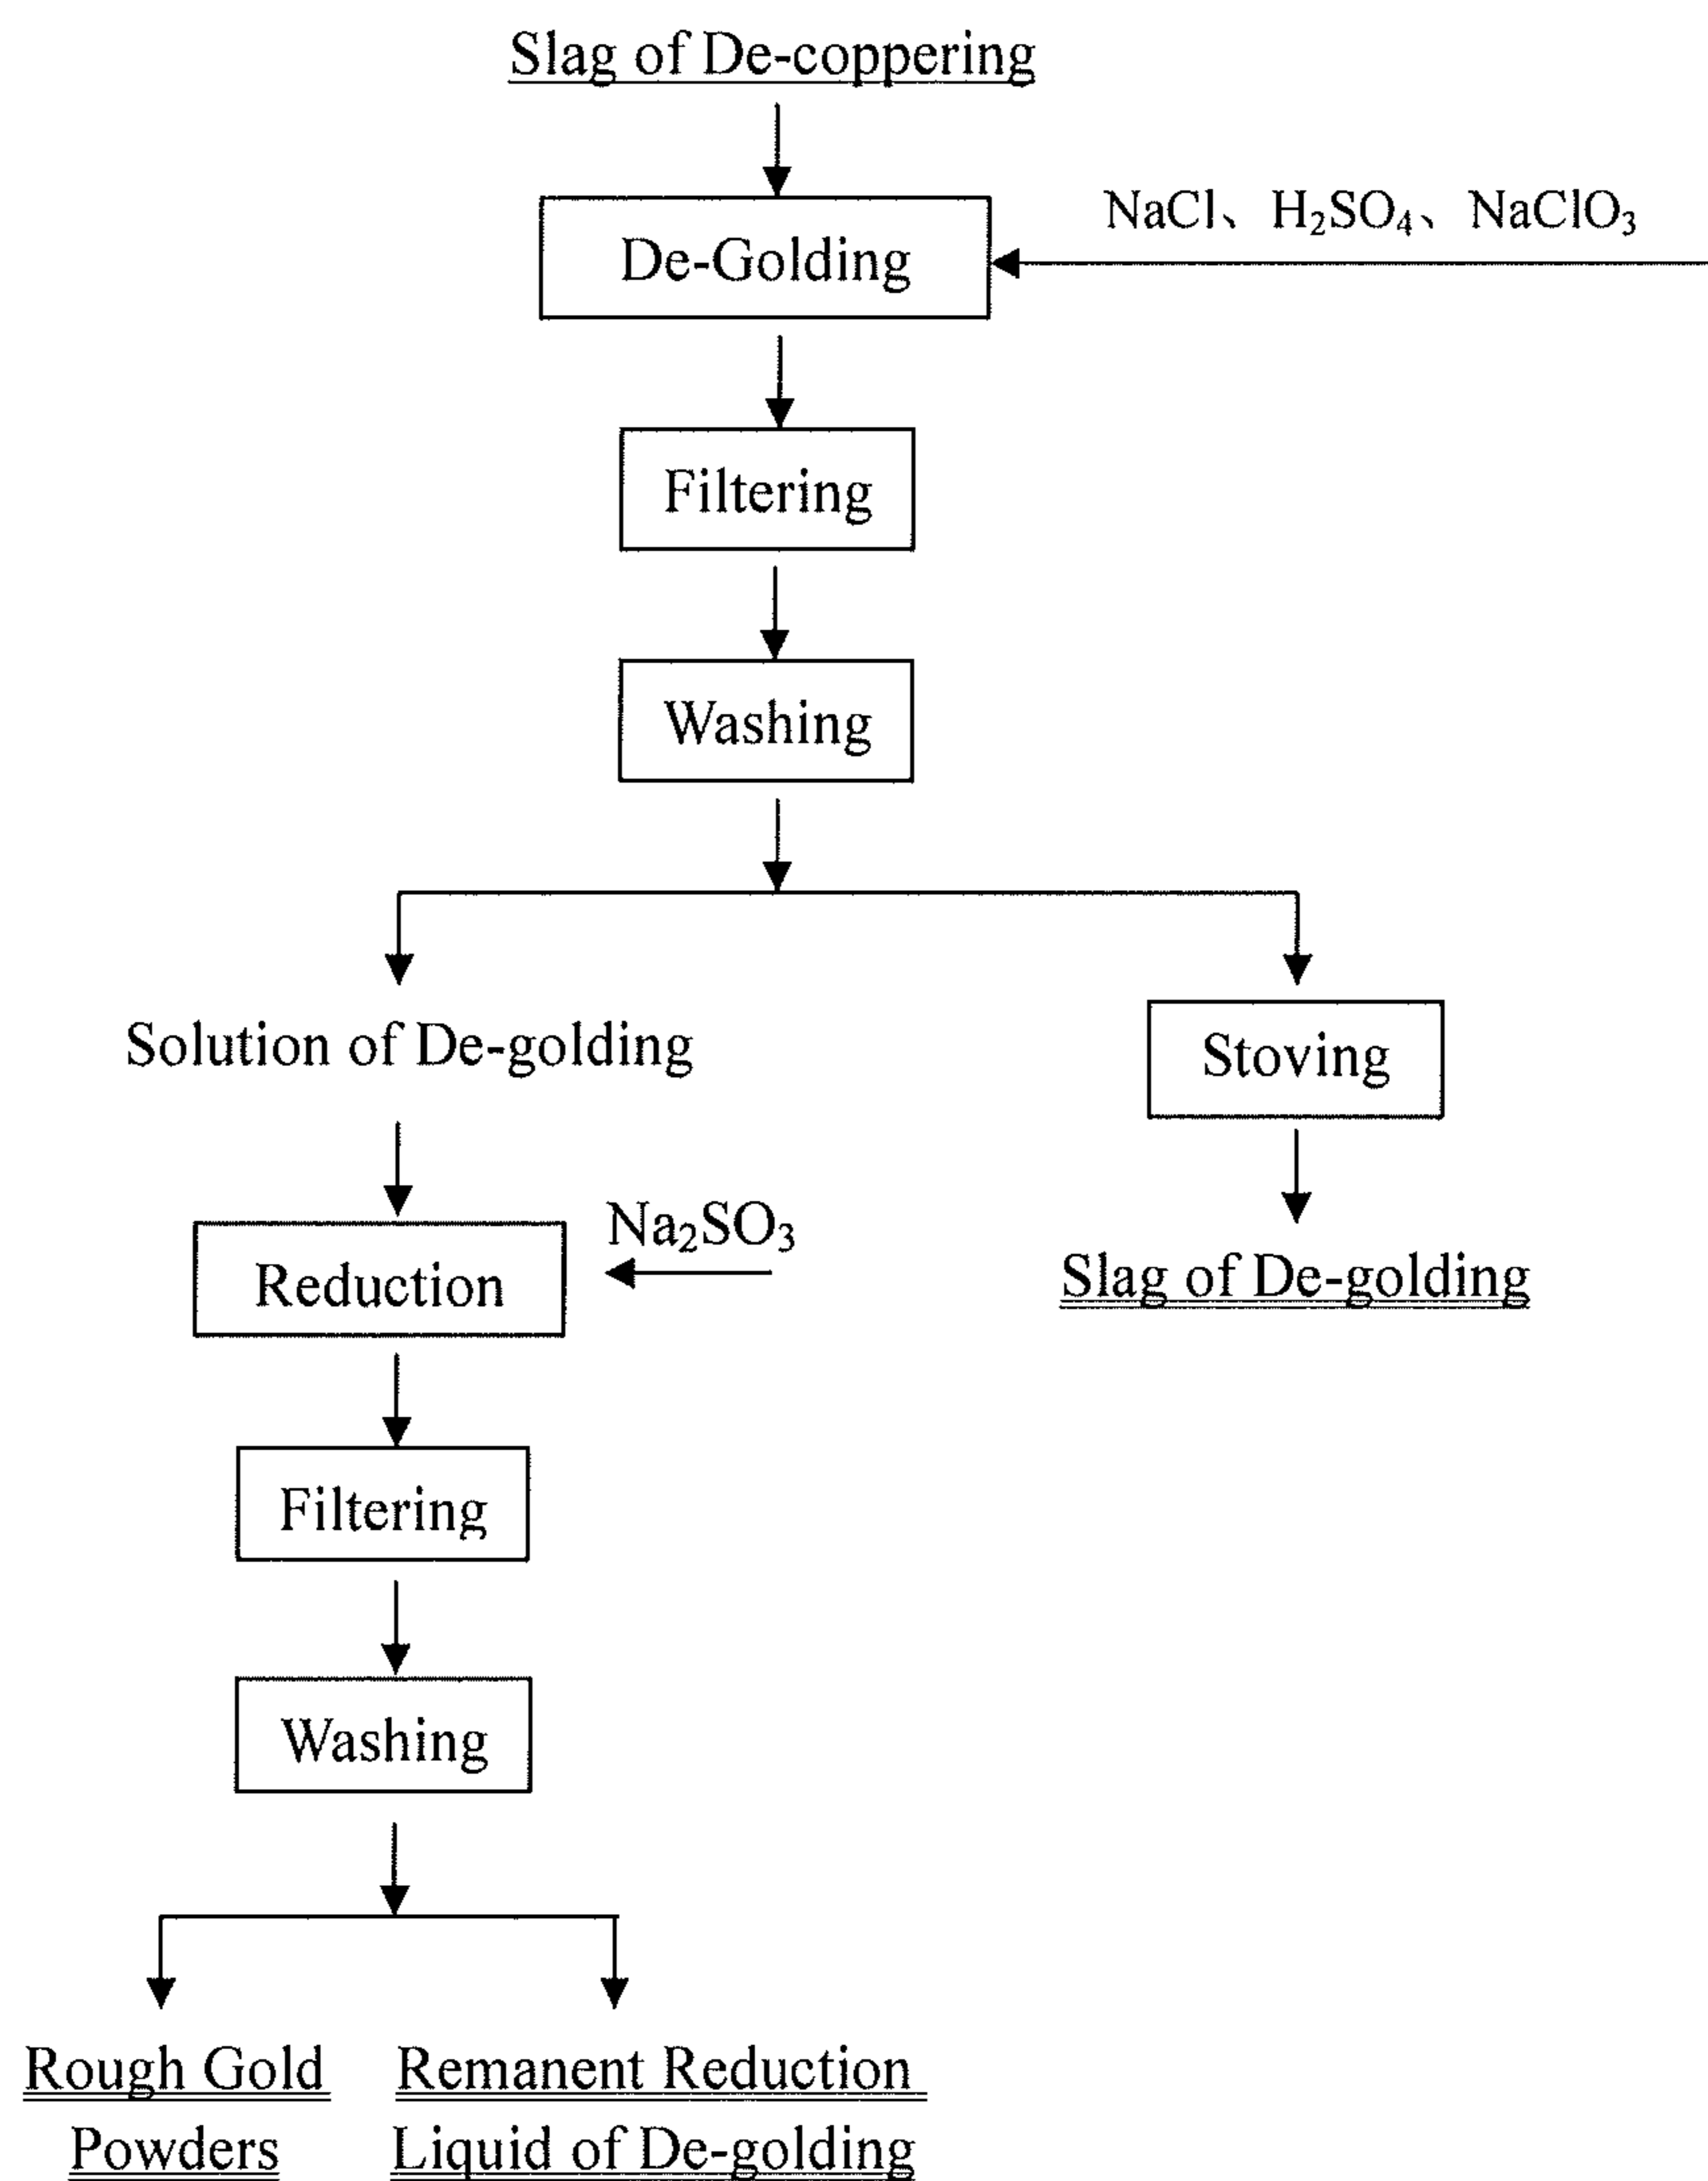 Slag of De-coppering
NaCl、H₂SO₄、NaClO₃
De-Golding
Filtering
Washing
Solution of De-golding
Stoving
Na₂SO₃
Reduction
Slag of De-golding
Filtering
Washing
Rough Gold
Powders
Remanent Reduction
Liquid of De-golding